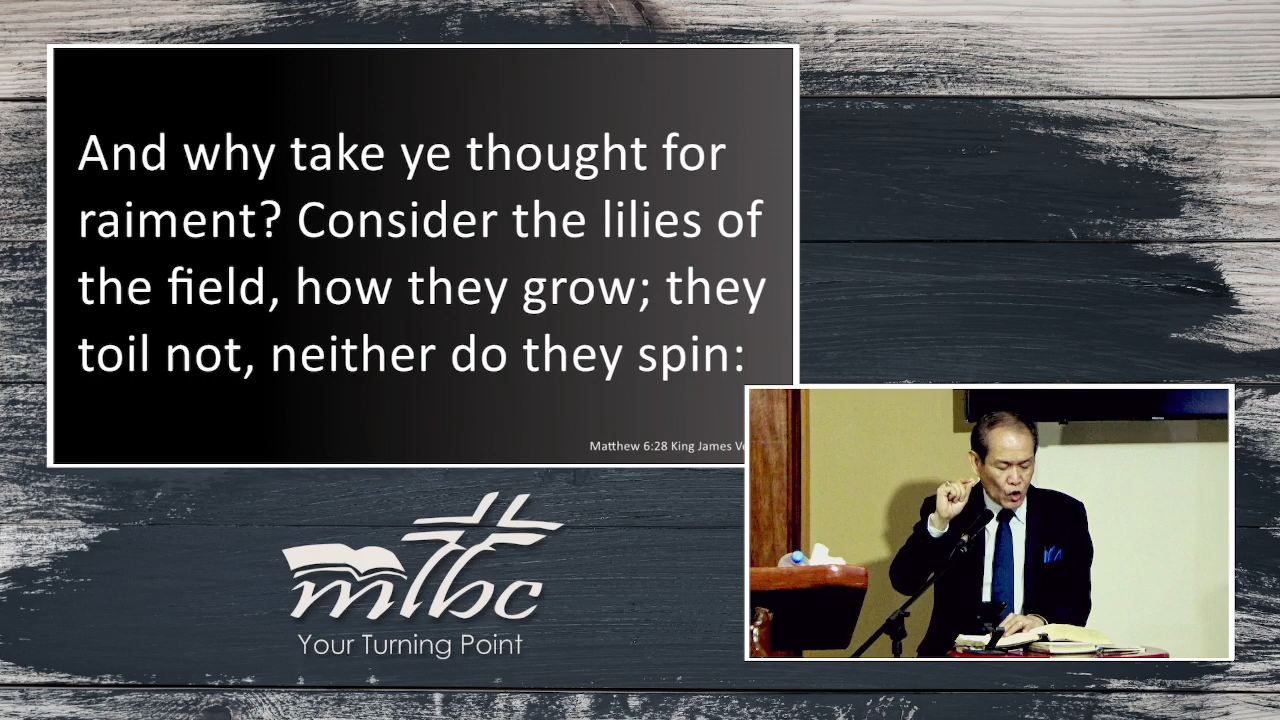 And why take ye thought for
raiment? Consider the lilies of
the field, how they grow; they
toil not, neither do they spin:
Matthew 6:28 King James
mlbc
Your Turning Point